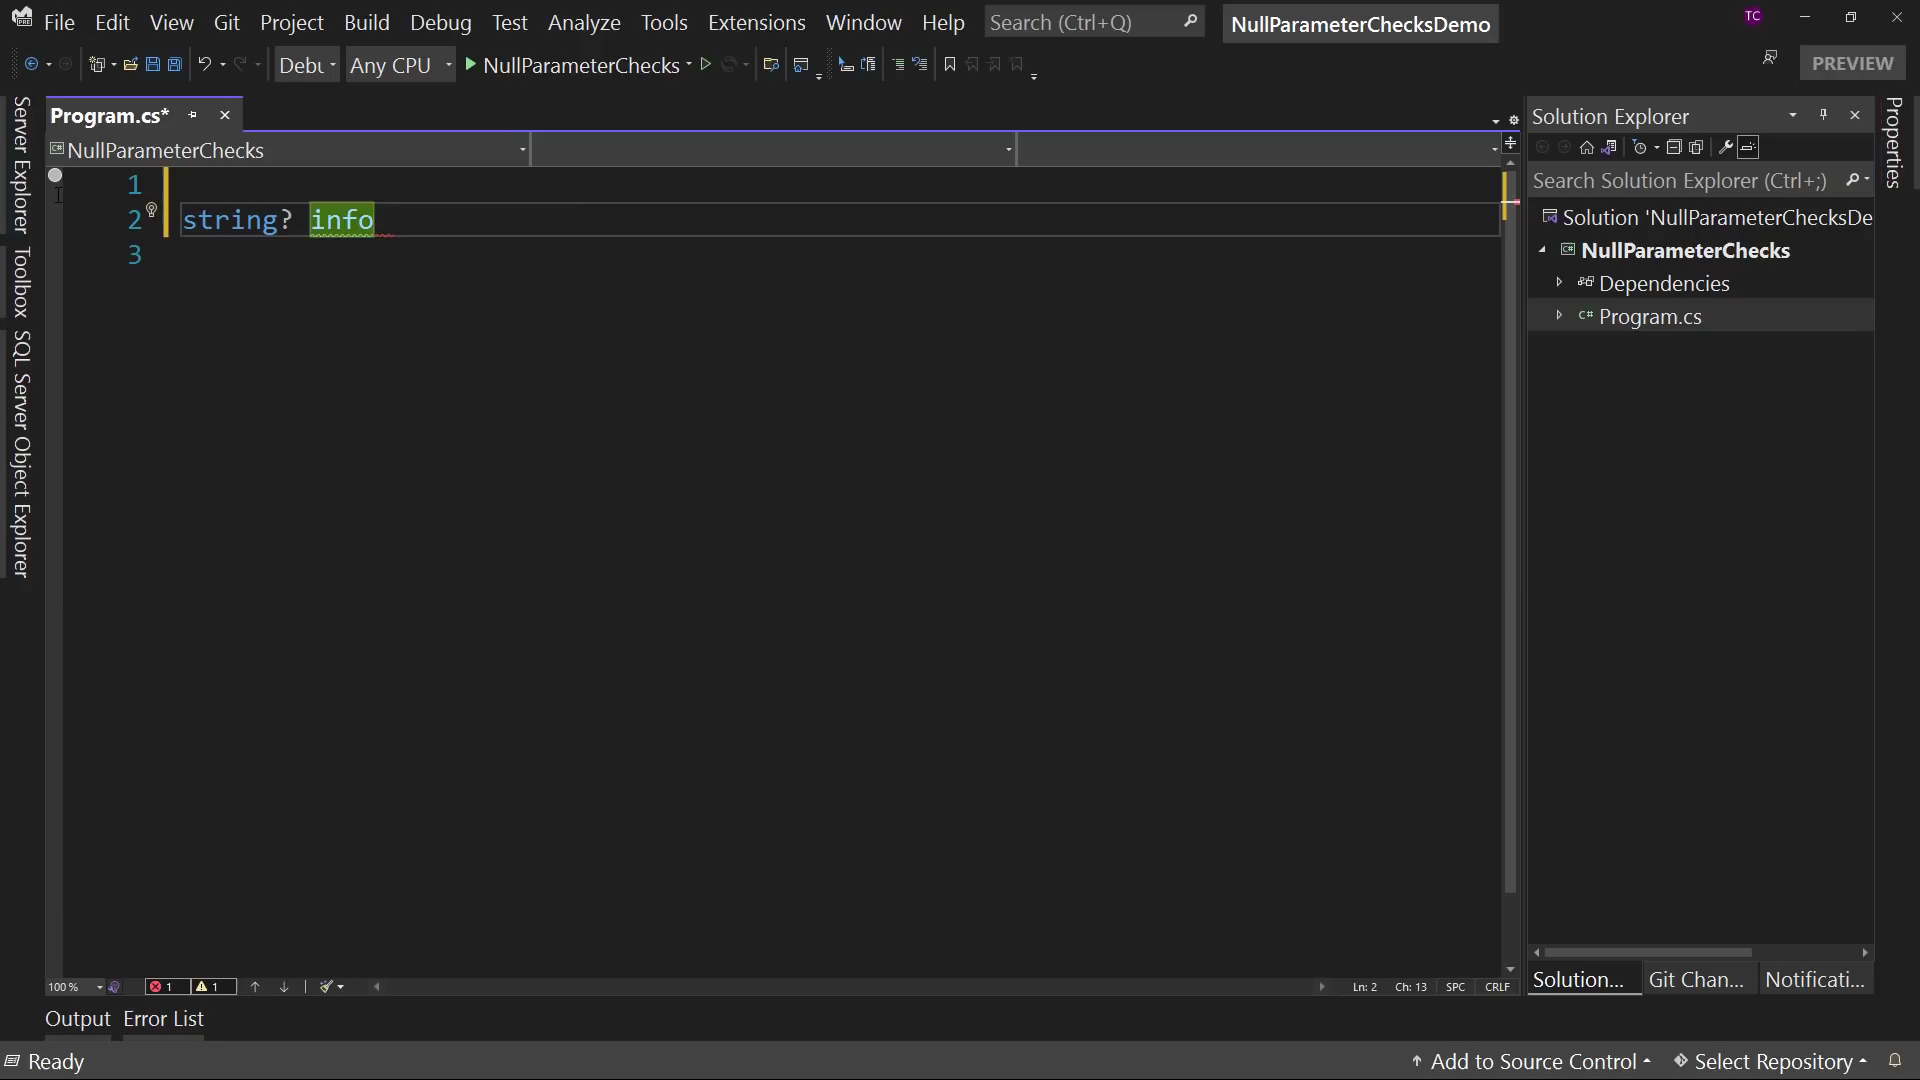 File Edit View Git Project Build Debug Test Analyze Tools Extensions Window Help Search (Ctrl+Q) NullParameterChecksDemo TC
Debu Any CPU NullParameterChecks PREVIEW
Program.cs*
NullParameterChecks
1
2 string? info
3
Server Explorer
Toolbox
SQL Server Object Explorer
Solution Explorer
Search Solution Explorer (Ctrl+;)
Solution 'NullParameterChecksDe
NullParameterChecks
Dependencies
C# Program.cs
Properties
Solution... Git Chan... Notificati...
100 % 1 1 Ln: 2 Ch: 13 SPC CRLF
Output Error List
Ready Add to Source Control Select Repository